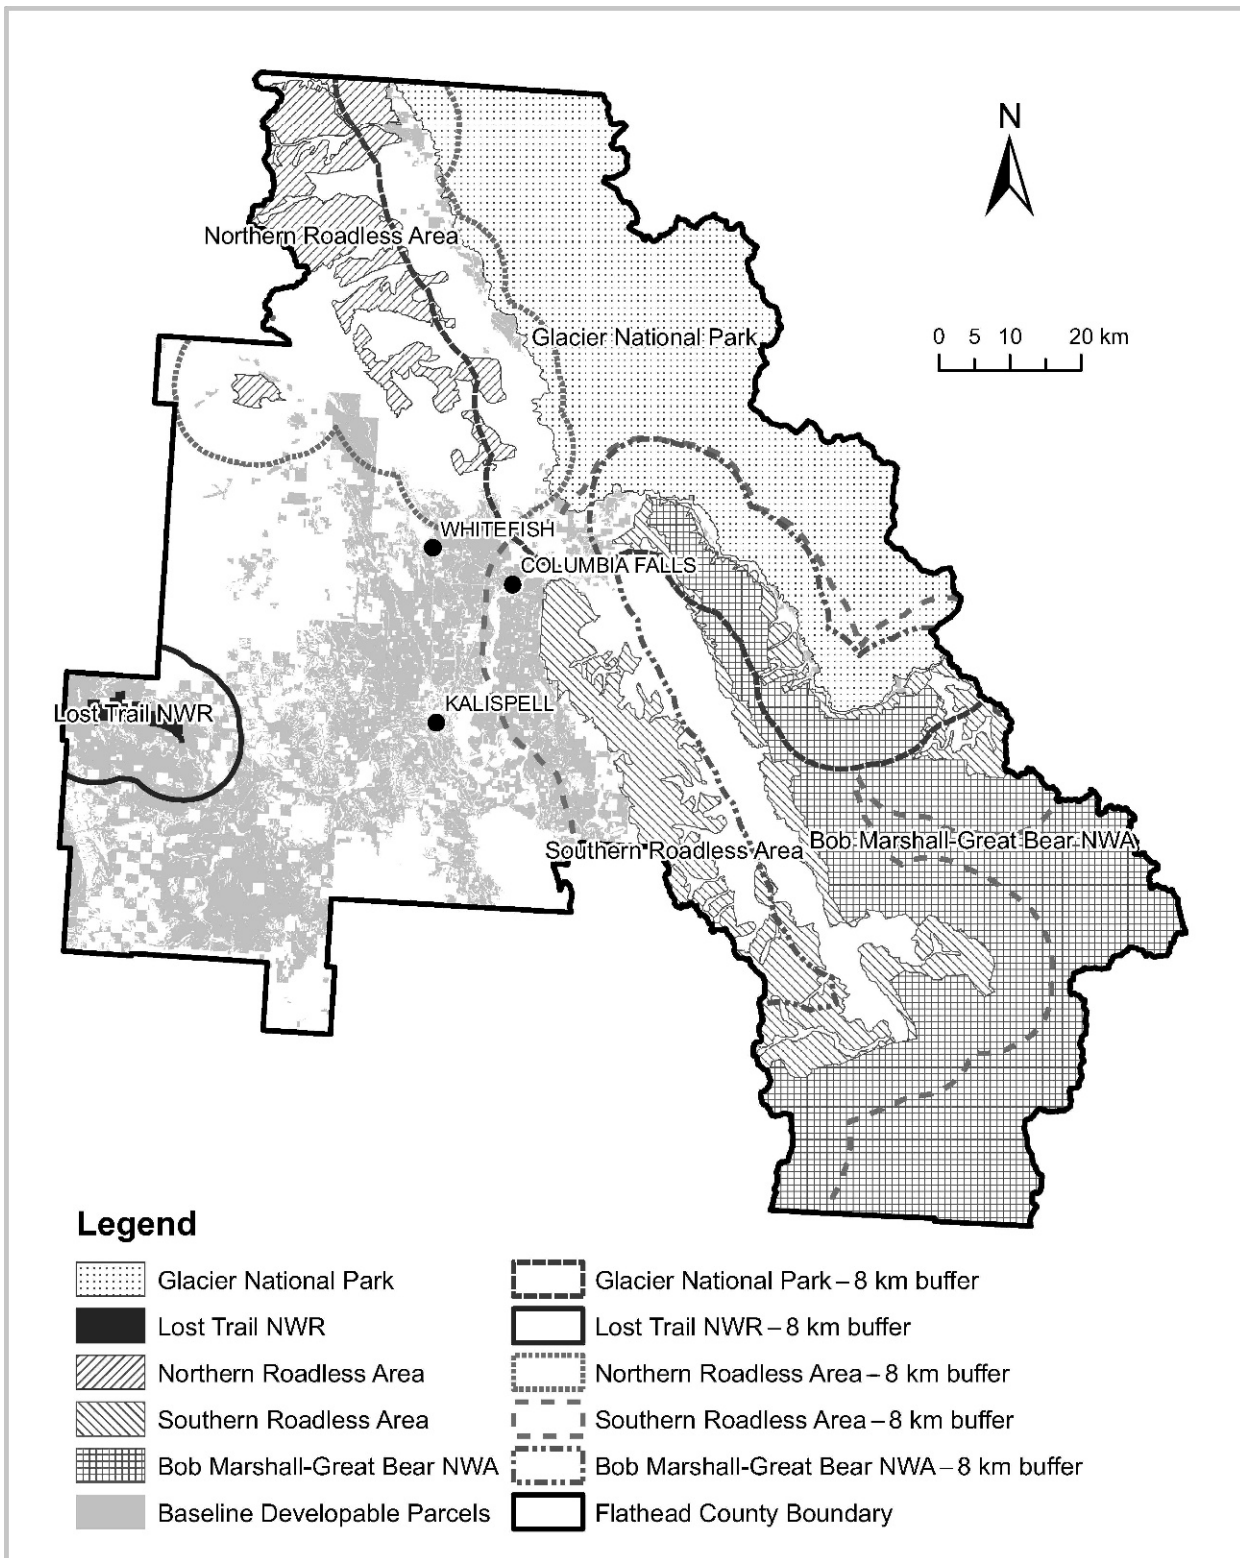 N
Northern Roadless Area
Glacier National Park
0 5 10 20 km
WHITEFISH
COLUMBIA FALLS
KALISPELL
Lost Trail NWR
Southern Roadless Area
Bob Marshall-Great Bear NWA
Legend
Glacier National Park
Lost Trail NWR
Northern Roadless Area
Southern Roadless Area
Bob Marshall-Great Bear NWA
Baseline Developable Parcels
Glacier National Park – 8 km buffer
Lost Trail NWR – 8 km buffer
Northern Roadless Area – 8 km buffer
Southern Roadless Area – 8 km buffer
Bob Marshall-Great Bear NWA – 8 km buffer
Flathead County Boundary